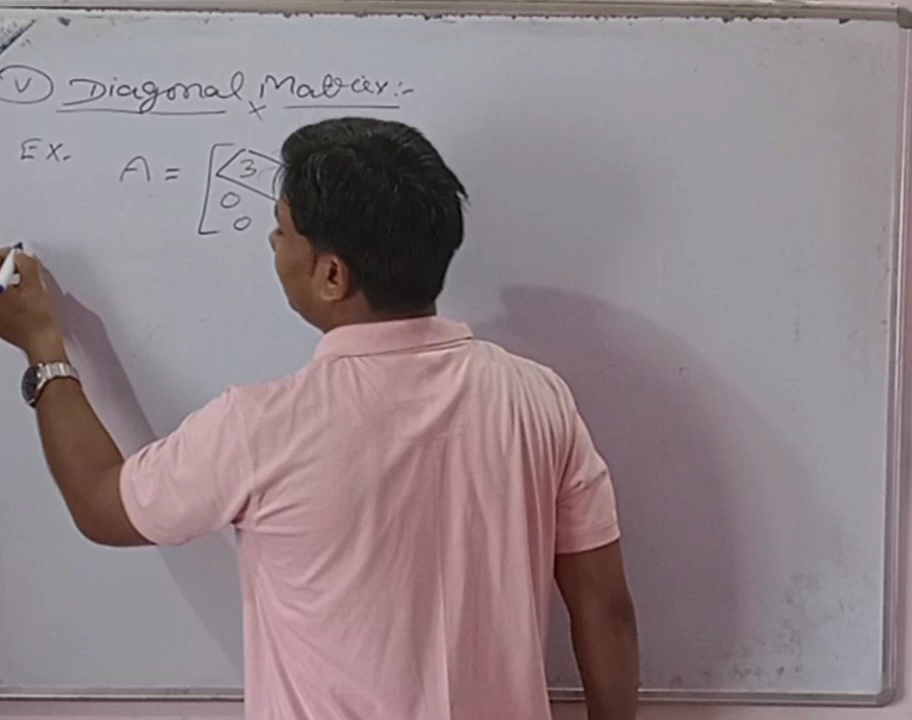 (v) Diagonal Matrix:-
x
EX. A = [ 3
0
0